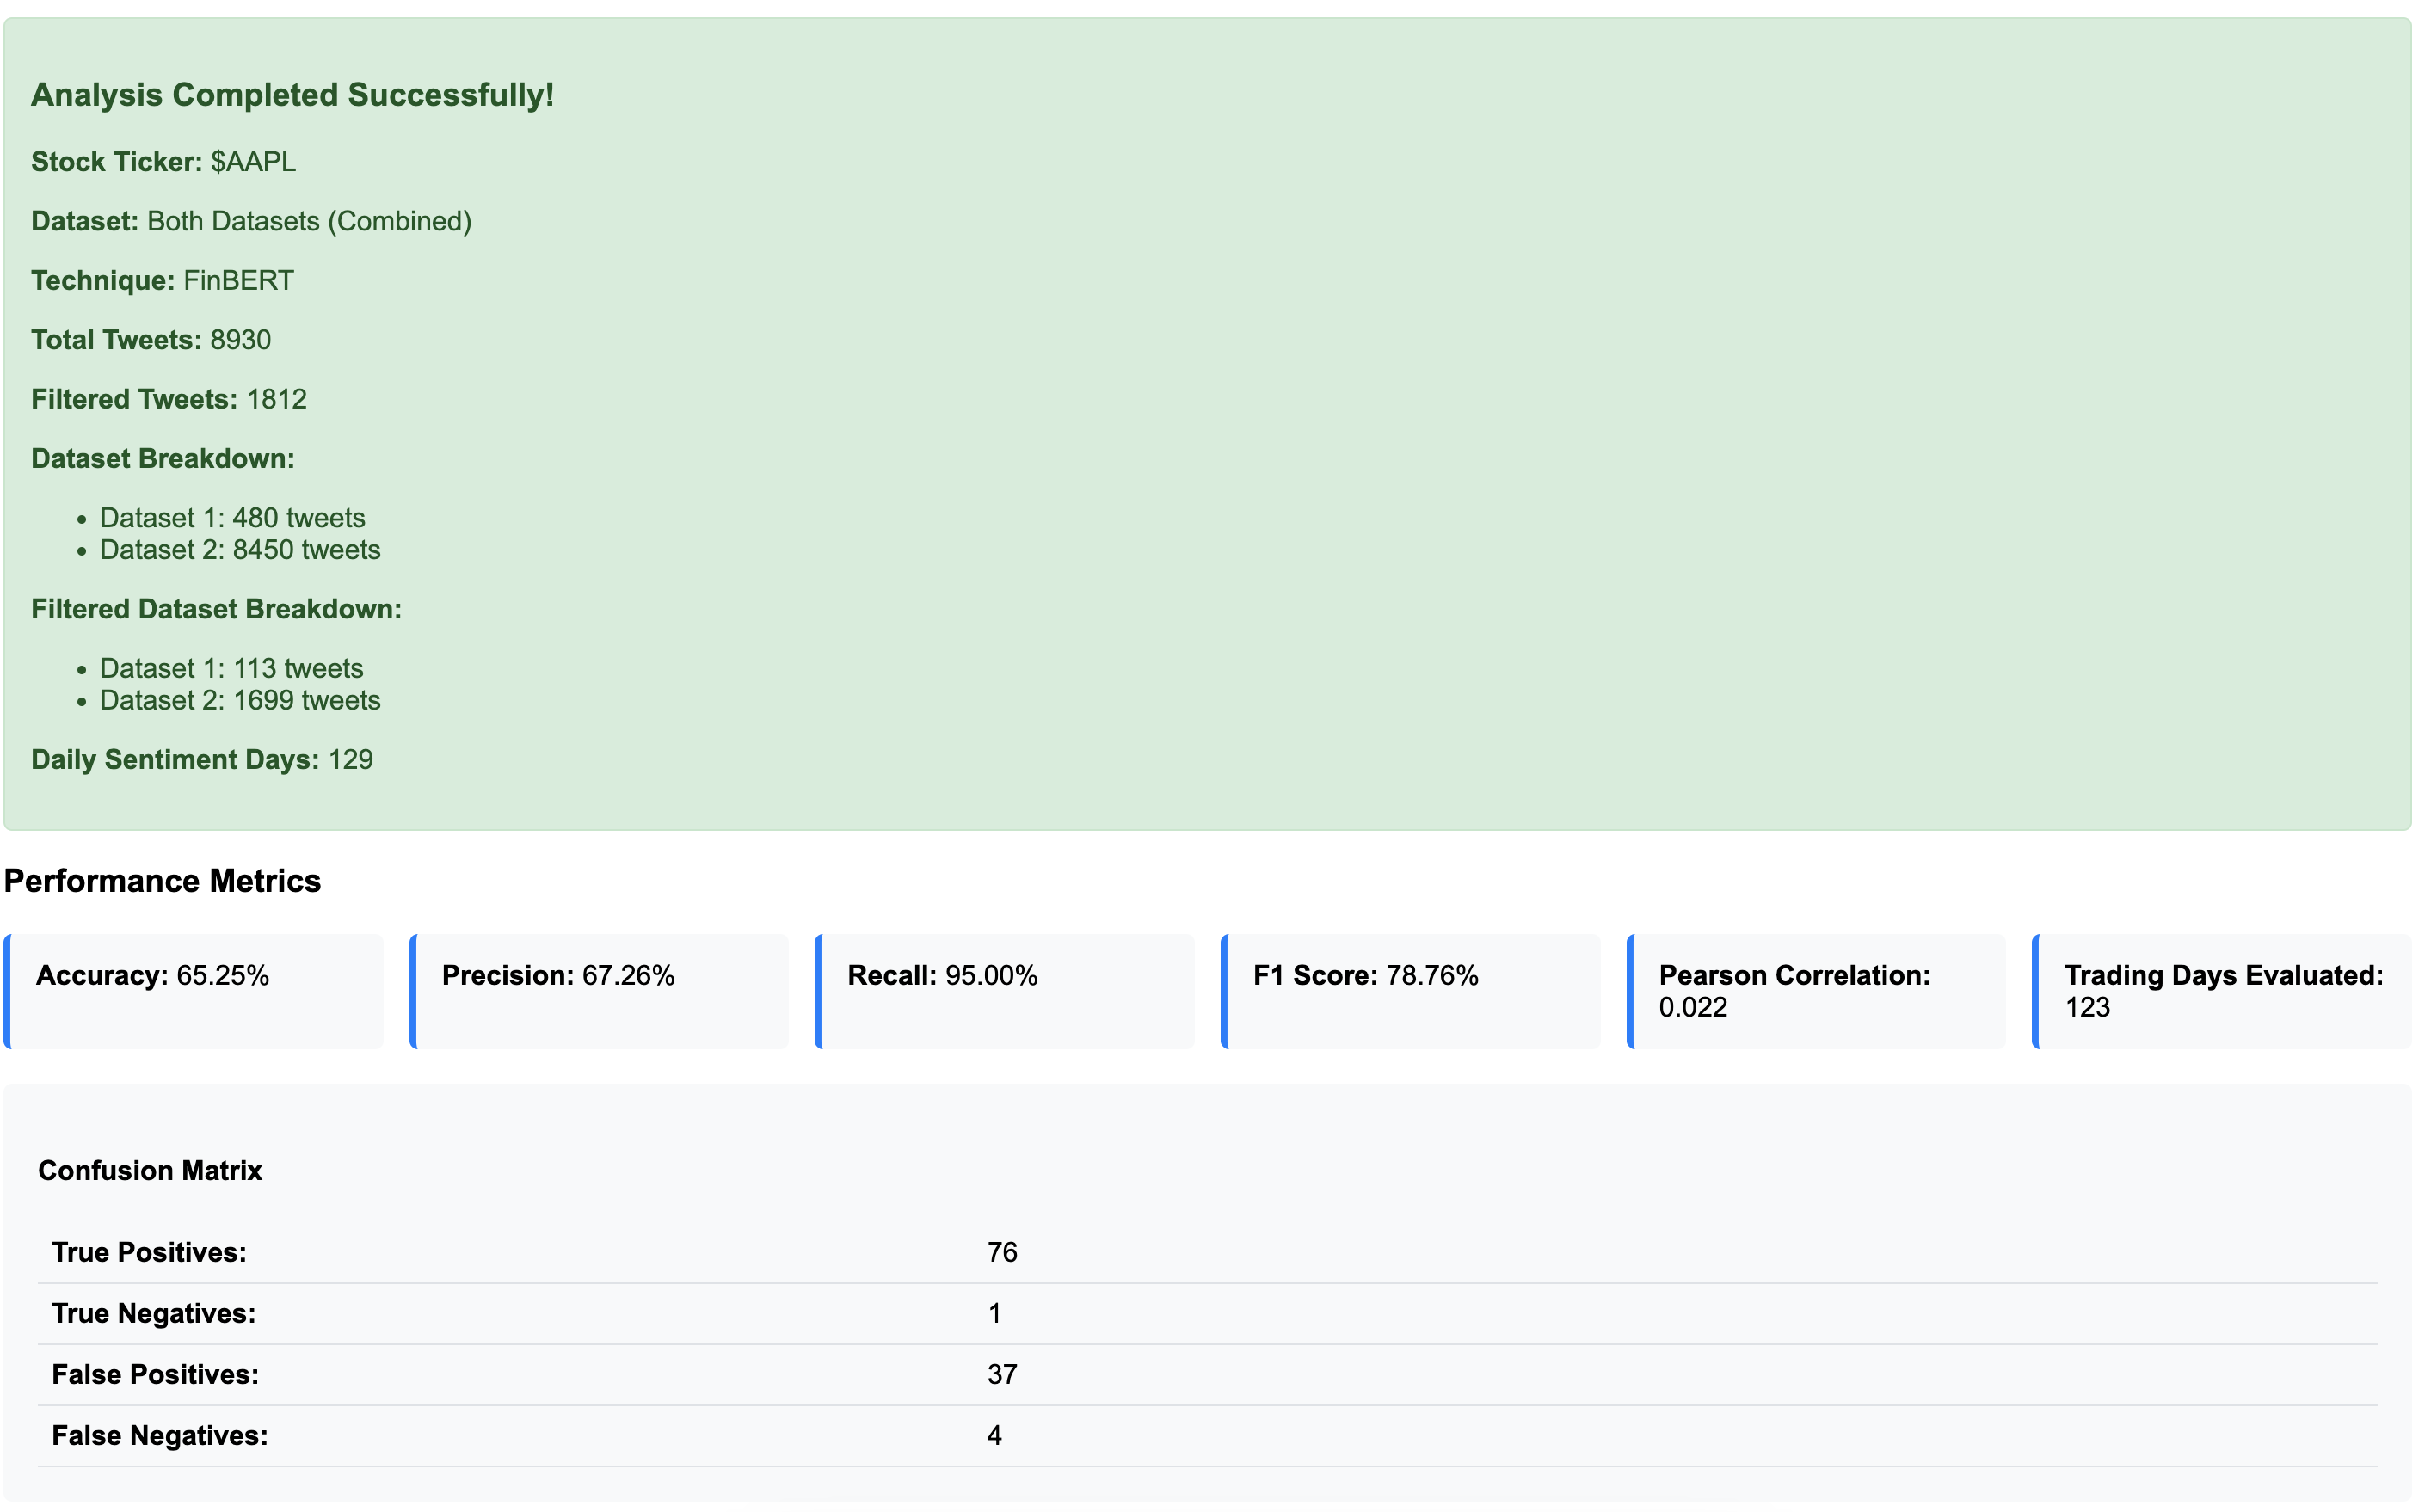 Analysis Completed Successfully!
Stock Ticker: $AAPL
Dataset: Both Datasets (Combined)
Technique: FinBERT
Total Tweets: 8930
Filtered Tweets: 1812
Dataset Breakdown:
• Dataset 1: 480 tweets
• Dataset 2: 8450 tweets
Filtered Dataset Breakdown:
• Dataset 1: 113 tweets
• Dataset 2: 1699 tweets
Daily Sentiment Days: 129
Performance Metrics
Accuracy: 65.25%
Precision: 67.26%
Recall: 95.00%
F1 Score: 78.76%
Pearson Correlation:
0.022
Trading Days Evaluated:
123
Confusion Matrix
True Positives: 76
True Negatives: 1
False Positives: 37
False Negatives: 4